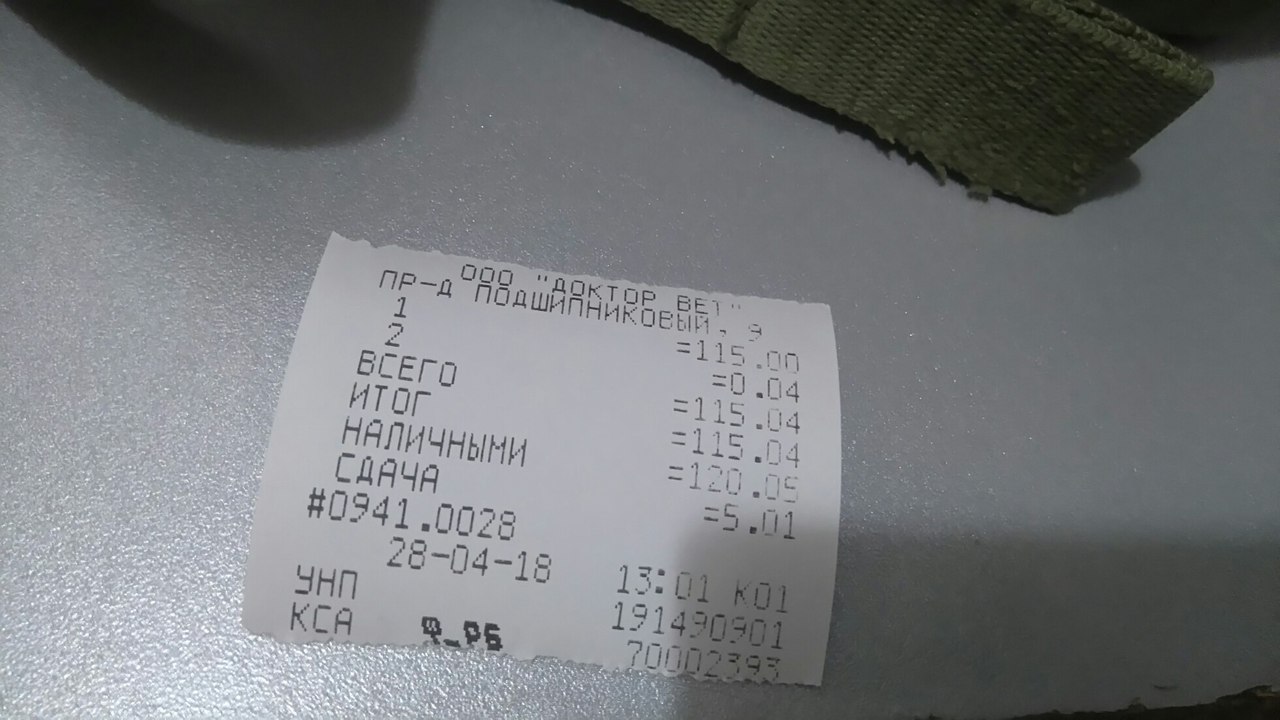 ООО "ДОКТОР ВЕТ"
ПР-Д ПОДШИПНИКОВЫЙ, 9
1 =115.00
2 =0.04
ВСЕГО =115.04
ИТОГ =115.04
НАЛИЧНЫМИ =120.05
СДАЧА =5.01
#0941.0028
28-04-18 13:01 К01
УНП 191490901
КСА 70002393